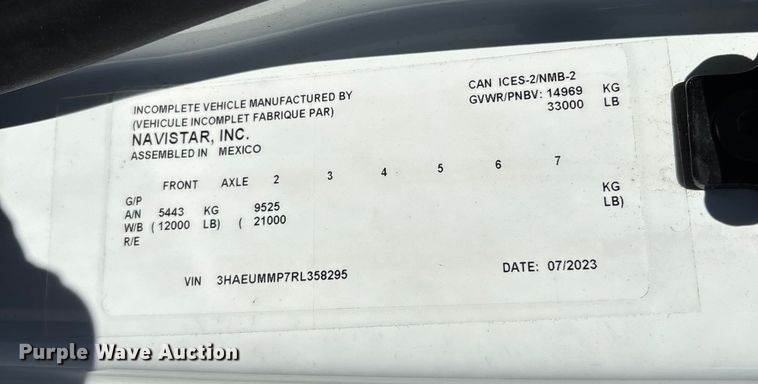 INCOMPLETE VEHICLE MANUFACTURED BY
(VEHICULE INCOMPLET FABRIQUE PAR)
NAVISTAR, INC.
ASSEMBLED IN MEXICO
CAN ICES-2/NMB-2
GVWR/PNBV: 14969 KG
33000 LB
FRONT AXLE 2 3 4 5 6 7
G/P
A/N 5443 KG 9525 KG
W/B (12000 LB) ( 21000 LB)
R/E
VIN 3HAEUMMP7RL358295 DATE: 07/2023
Purple Wave Auction